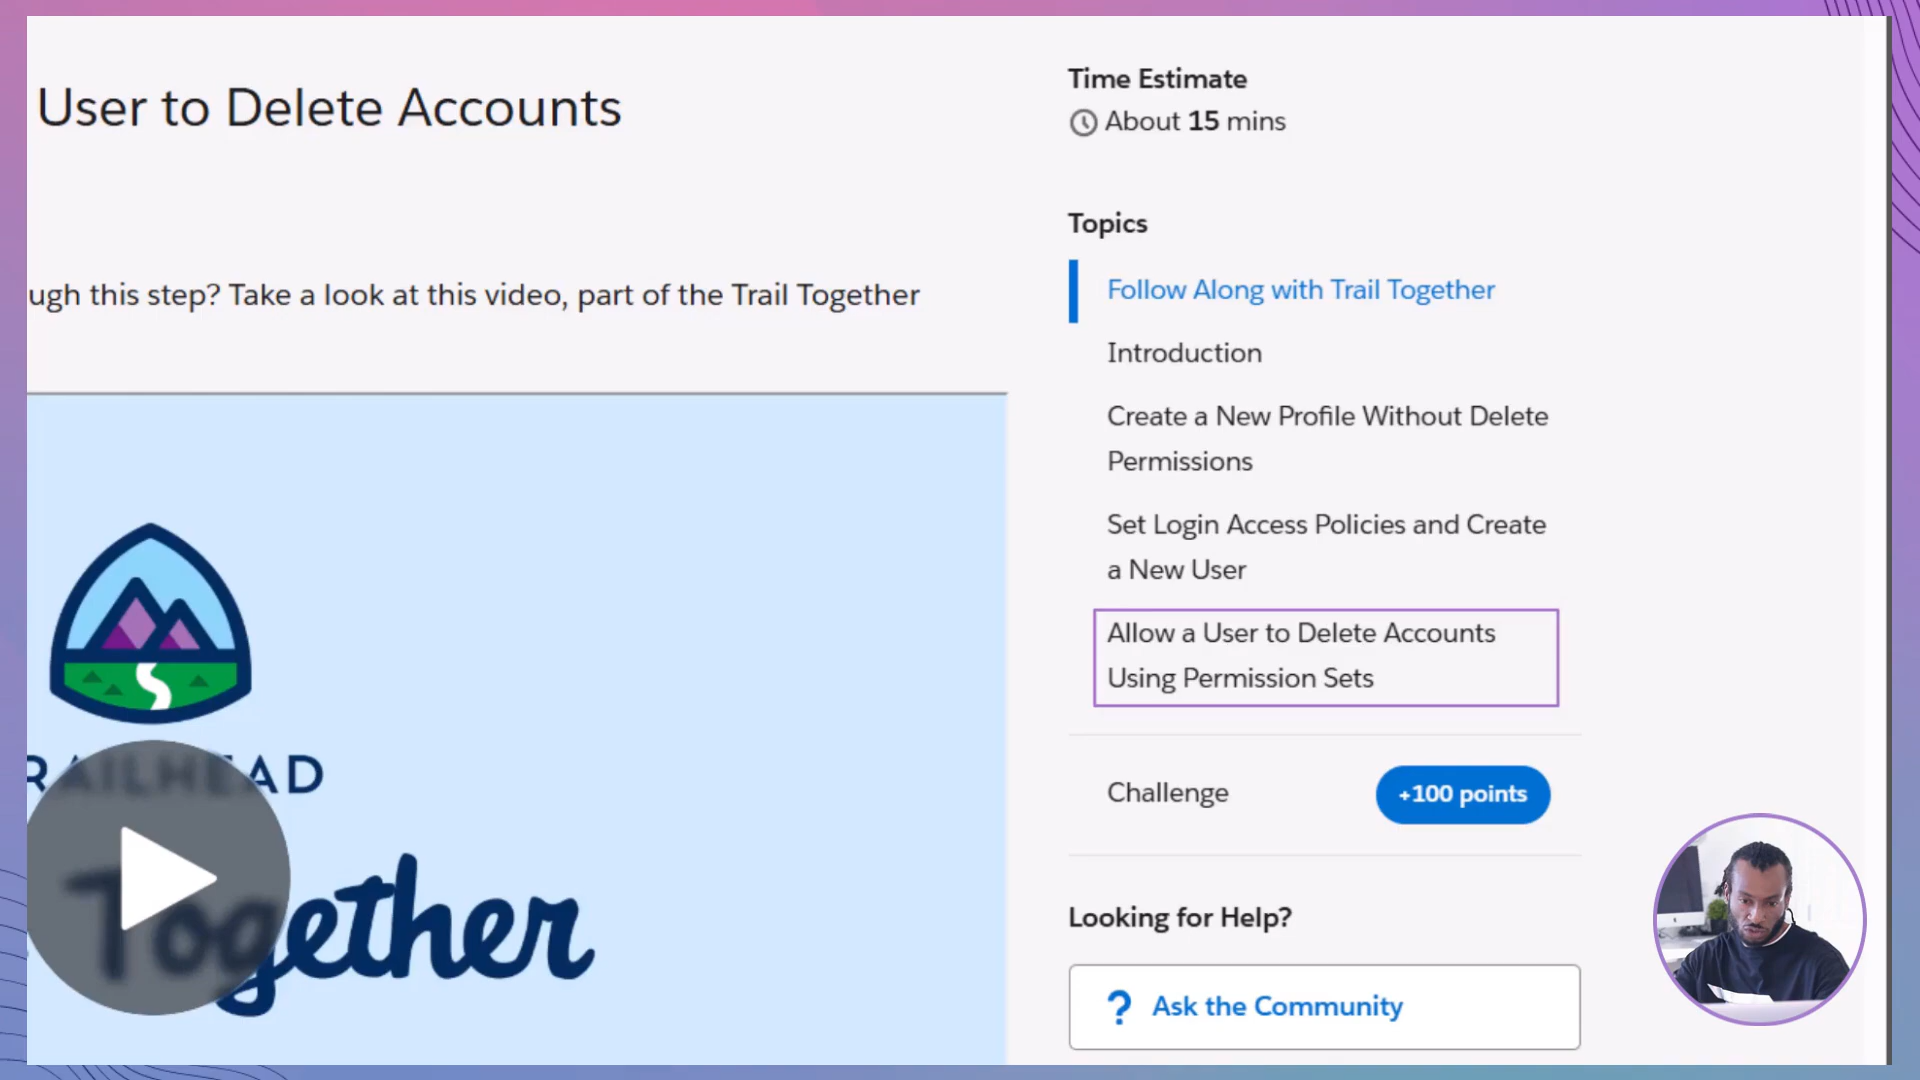 User to Delete Accounts
ugh this step? Take a look at this video, part of the Trail Together
RAILHEAD
Together
Time Estimate
About 15 mins
Topics
Follow Along with Trail Together
Introduction
Create a New Profile Without Delete
Permissions
Set Login Access Policies and Create
a New User
Allow a User to Delete Accounts
Using Permission Sets
Challenge
+100 points
Looking for Help?
? Ask the Community